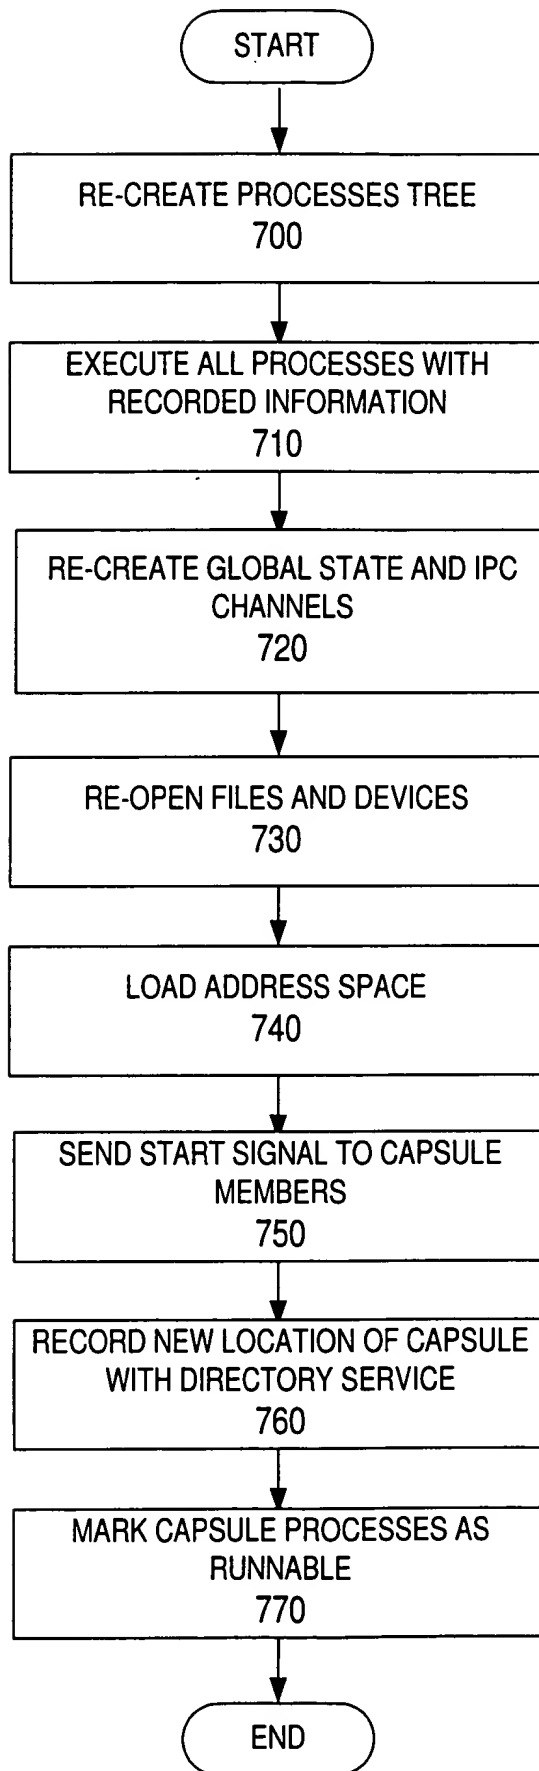 START
RE-CREATE PROCESSES TREE
700
EXECUTE ALL PROCESSES WITH
RECORDED INFORMATION
710
RE-CREATE GLOBAL STATE AND IPC
CHANNELS
720
RE-OPEN FILES AND DEVICES
730
LOAD ADDRESS SPACE
740
SEND START SIGNAL TO CAPSULE
MEMBERS
750
RECORD NEW LOCATION OF CAPSULE
WITH DIRECTORY SERVICE
760
MARK CAPSULE PROCESSES AS
RUNNABLE
770
END